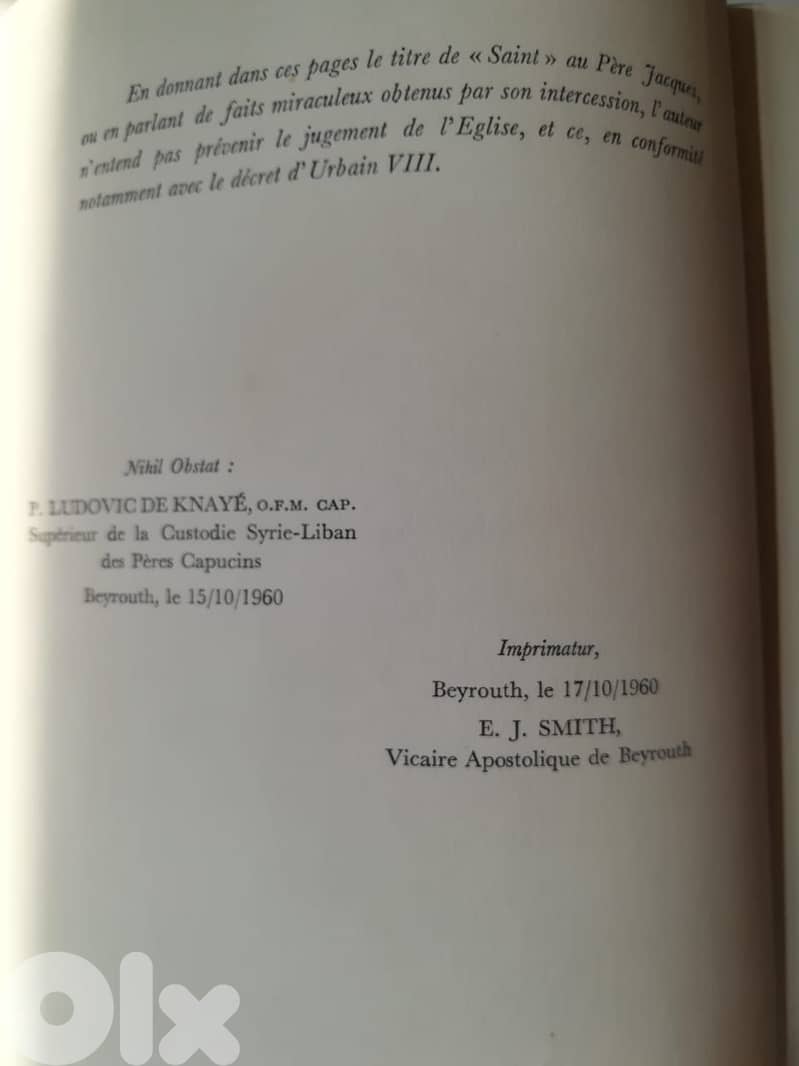 En donnant dans ces pages le titre de « Saint » au Père Jacques,
ou en parlant de faits miraculeux obtenus par son intercession, l'auteur
n'entend pas prévenir le jugement de l'Eglise, et ce, en conformité
notamment avec le décret d'Urbain VIII.
Nihil Obstat :
P. LUDOVIC DE KNAYÉ, O.F.M. CAP.
Supérieur de la Custodie Syrie-Liban
des Pères Capucins
Beyrouth, le 15/10/1960
Imprimatur,
Beyrouth, le 17/10/1960
E. J. SMITH,
Vicaire Apostolique de Beyrouth
olx